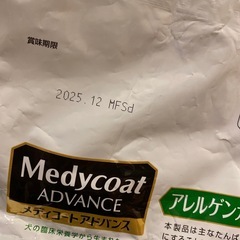 賞味期限
2025.12 MFSd
Medycoat
ADVANCE
メディコートアドバンス
犬の臨床栄養学から生まれ
アレルゲンカ
本製品は主なたんぱ
にするこ